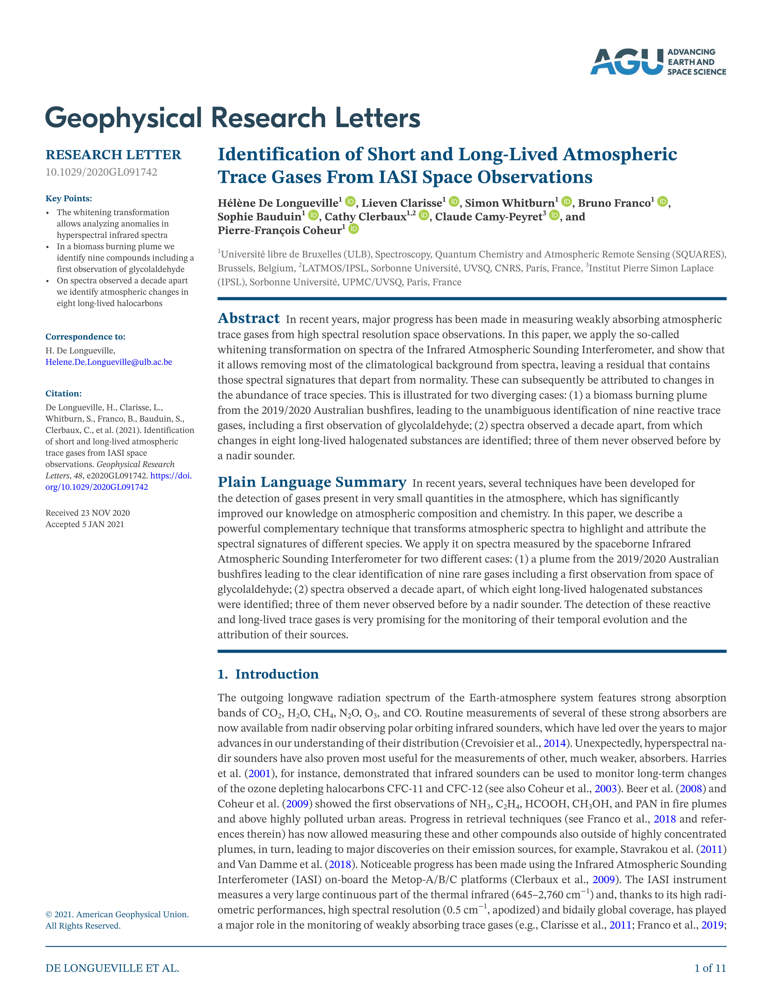 AGU ADVANCING
EARTH AND
SPACE SCIENCE
Geophysical Research Letters
RESEARCH LETTER
10.1029/2020GL091742
Key Points:
• The whitening transformation
allows analyzing anomalies in
hyperspectral infrared spectra
• In a biomass burning plume we
identify nine compounds including a
first observation of glycolaldehyde
• On spectra observed a decade apart
we identify atmospheric changes in
eight long-lived halocarbons
Correspondence to:
H. De Longueville,
Helene.De.Longueville@ulb.ac.be
Citation:
De Longueville, H., Clarisse, L.,
Whitburn, S., Franco, B., Bauduin, S.,
Clerbaux, C., et al. (2021). Identification
of short and long-lived atmospheric
trace gases from IASI space
observations. Geophysical Research
Letters, 48, e2020GL091742. https://doi.
org/10.1029/2020GL091742
Received 23 NOV 2020
Accepted 5 JAN 2021
© 2021. American Geophysical Union.
All Rights Reserved.
Identification of Short and Long-Lived Atmospheric
Trace Gases From IASI Space Observations
Hélène De Longueville¹ iD, Lieven Clarisse¹ iD, Simon Whitburn¹ iD, Bruno Franco¹ iD,
Sophie Bauduin¹ iD, Cathy Clerbaux¹,² iD, Claude Camy-Peyret³ iD, and
Pierre-François Coheur¹ iD
¹Université libre de Bruxelles (ULB), Spectroscopy, Quantum Chemistry and Atmospheric Remote Sensing (SQUARES),
Brussels, Belgium, ²LATMOS/IPSL, Sorbonne Université, UVSQ, CNRS, Paris, France, ³Institut Pierre Simon Laplace
(IPSL), Sorbonne Université, UPMC/UVSQ, Paris, France
Abstract In recent years, major progress has been made in measuring weakly absorbing atmospheric
trace gases from high spectral resolution space observations. In this paper, we apply the so-called
whitening transformation on spectra of the Infrared Atmospheric Sounding Interferometer, and show that
it allows removing most of the climatological background from spectra, leaving a residual that contains
those spectral signatures that depart from normality. These can subsequently be attributed to changes in
the abundance of trace species. This is illustrated for two diverging cases: (1) a biomass burning plume
from the 2019/2020 Australian bushfires, leading to the unambiguous identification of nine reactive trace
gases, including a first observation of glycolaldehyde; (2) spectra observed a decade apart, from which
changes in eight long-lived halogenated substances are identified; three of them never observed before by
a nadir sounder.
Plain Language Summary In recent years, several techniques have been developed for
the detection of gases present in very small quantities in the atmosphere, which has significantly
improved our knowledge on atmospheric composition and chemistry. In this paper, we describe a
powerful complementary technique that transforms atmospheric spectra to highlight and attribute the
spectral signatures of different species. We apply it on spectra measured by the spaceborne Infrared
Atmospheric Sounding Interferometer for two different cases: (1) a plume from the 2019/2020 Australian
bushfires leading to the clear identification of nine rare gases including a first observation from space of
glycolaldehyde; (2) spectra observed a decade apart, of which eight long-lived halogenated substances
were identified; three of them never observed before by a nadir sounder. The detection of these reactive
and long-lived trace gases is very promising for the monitoring of their temporal evolution and the
attribution of their sources.
1. Introduction
The outgoing longwave radiation spectrum of the Earth-atmosphere system features strong absorption
bands of CO₂, H₂O, CH₄, N₂O, O₃, and CO. Routine measurements of several of these strong absorbers are
now available from nadir observing polar orbiting infrared sounders, which have led over the years to major
advances in our understanding of their distribution (Crevoisier et al., 2014). Unexpectedly, hyperspectral na-
dir sounders have also proven most useful for the measurements of other, much weaker, absorbers. Harries
et al. (2001), for instance, demonstrated that infrared sounders can be used to monitor long-term changes
of the ozone depleting halocarbons CFC-11 and CFC-12 (see also Coheur et al., 2003). Beer et al. (2008) and
Coheur et al. (2009) showed the first observations of NH₃, C₂H₄, HCOOH, CH₃OH, and PAN in fire plumes
and above highly polluted urban areas. Progress in retrieval techniques (see Franco et al., 2018 and refer-
ences therein) has now allowed measuring these and other compounds also outside of highly concentrated
plumes, in turn, leading to major discoveries on their emission sources, for example, Stavrakou et al. (2011)
and Van Damme et al. (2018). Noticeable progress has been made using the Infrared Atmospheric Sounding
Interferometer (IASI) on-board the Metop-A/B/C platforms (Clerbaux et al., 2009). The IASI instrument
measures a very large continuous part of the thermal infrared (645–2,760 cm⁻¹) and, thanks to its high radi-
ometric performances, high spectral resolution (0.5 cm⁻¹, apodized) and bidaily global coverage, has played
a major role in the monitoring of weakly absorbing trace gases (e.g., Clarisse et al., 2011; Franco et al., 2019;
DE LONGUEVILLE ET AL.
1 of 11